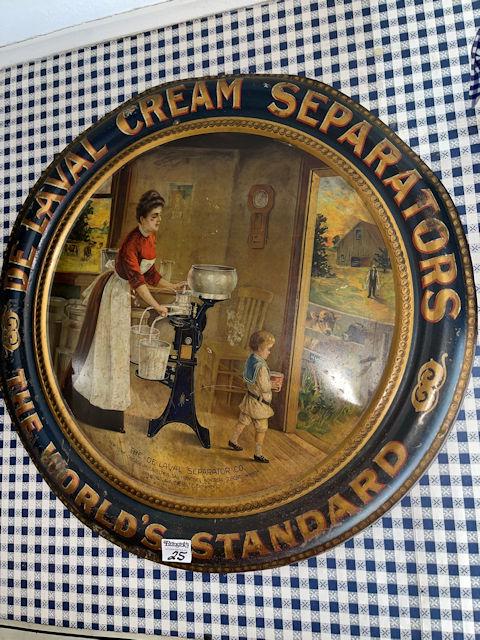 DE LAVAL CREAM SEPARATORS
THE WORLD'S STANDARD
THE DE LAVAL SEPARATOR CO.
25